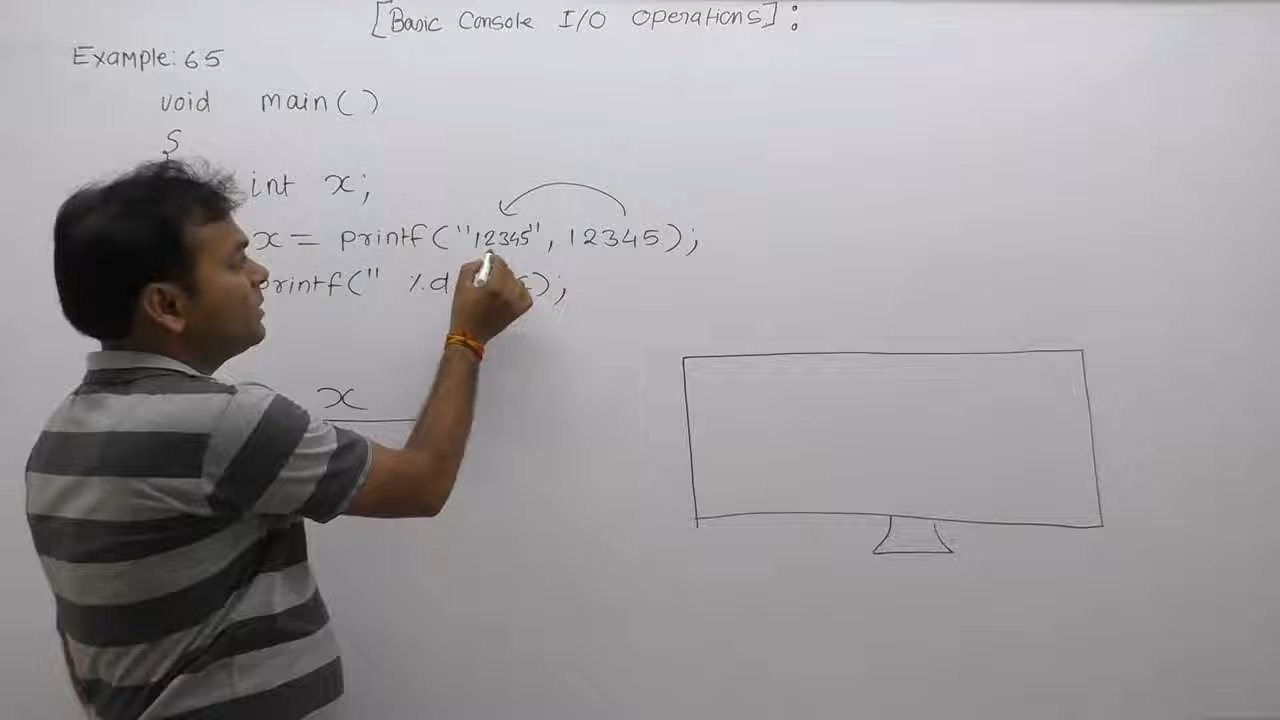 [Basic Console I/O Operations]:
Example: 65
void main()
{
int x;
x = printf("12345", 12345);
printf(" %d );
x